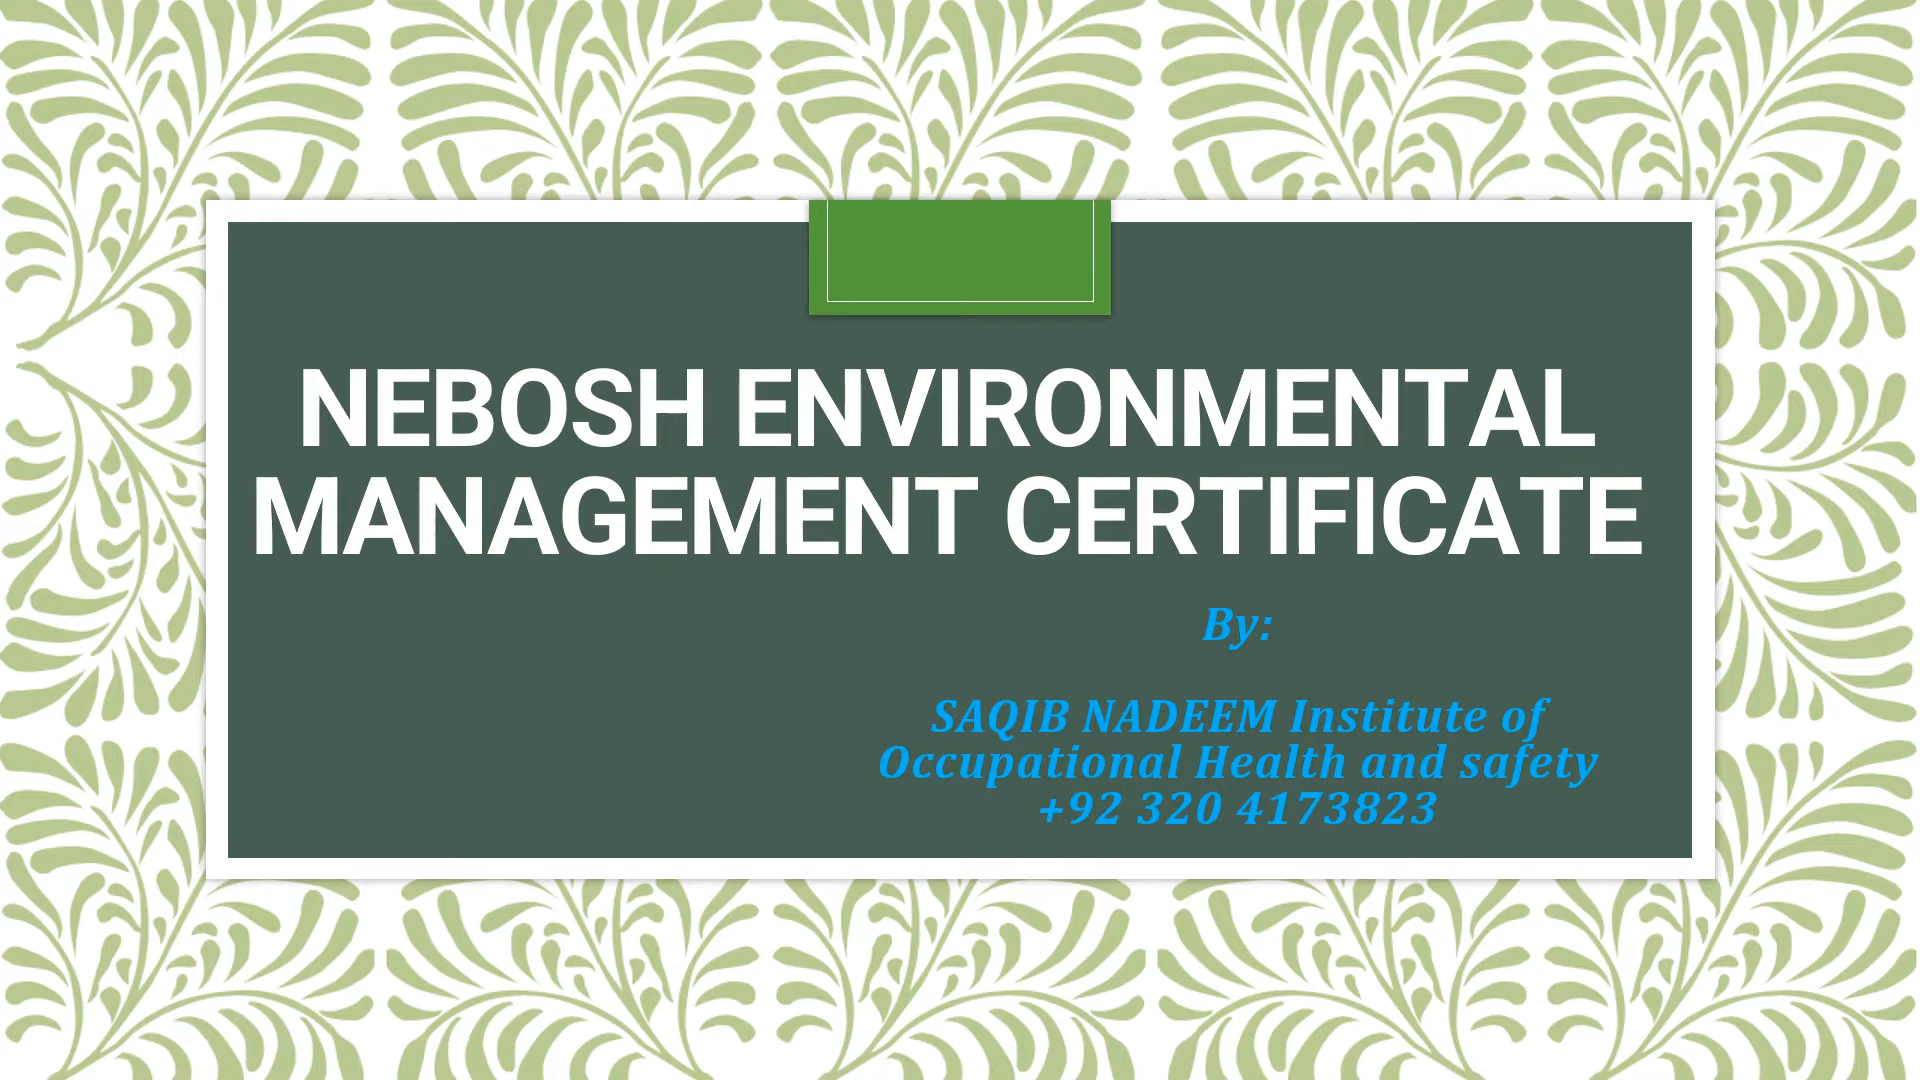 NEBOSH ENVIRONMENTAL
MANAGEMENT CERTIFICATE
By:
SAQIB NADEEM Institute of
Occupational Health and safety
+92 320 4173823